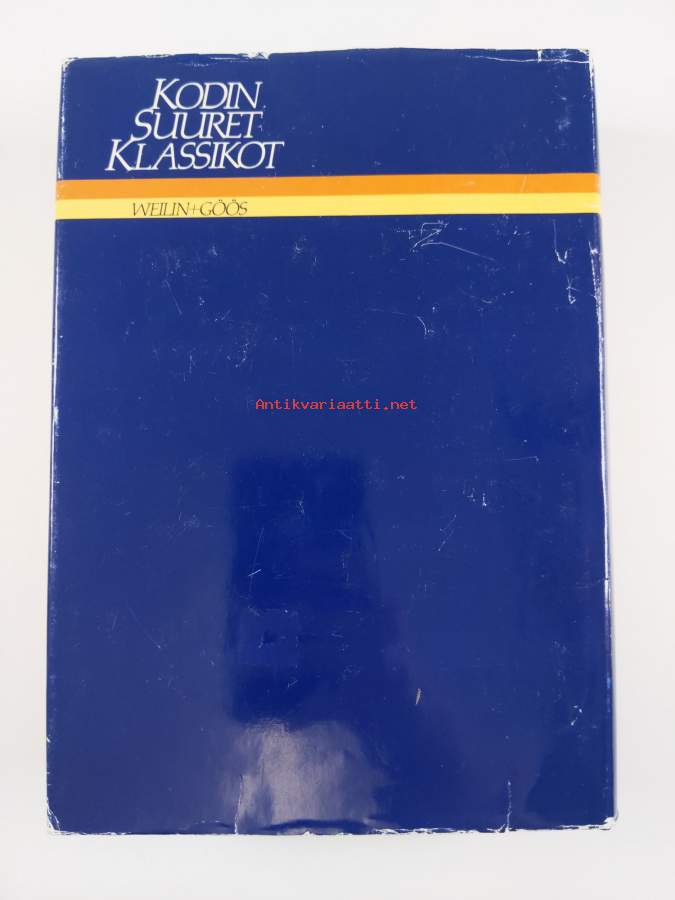 KODIN
SUURET
KLASSIKOT
WEILIN+GÖÖS
Antikvariaatti.net